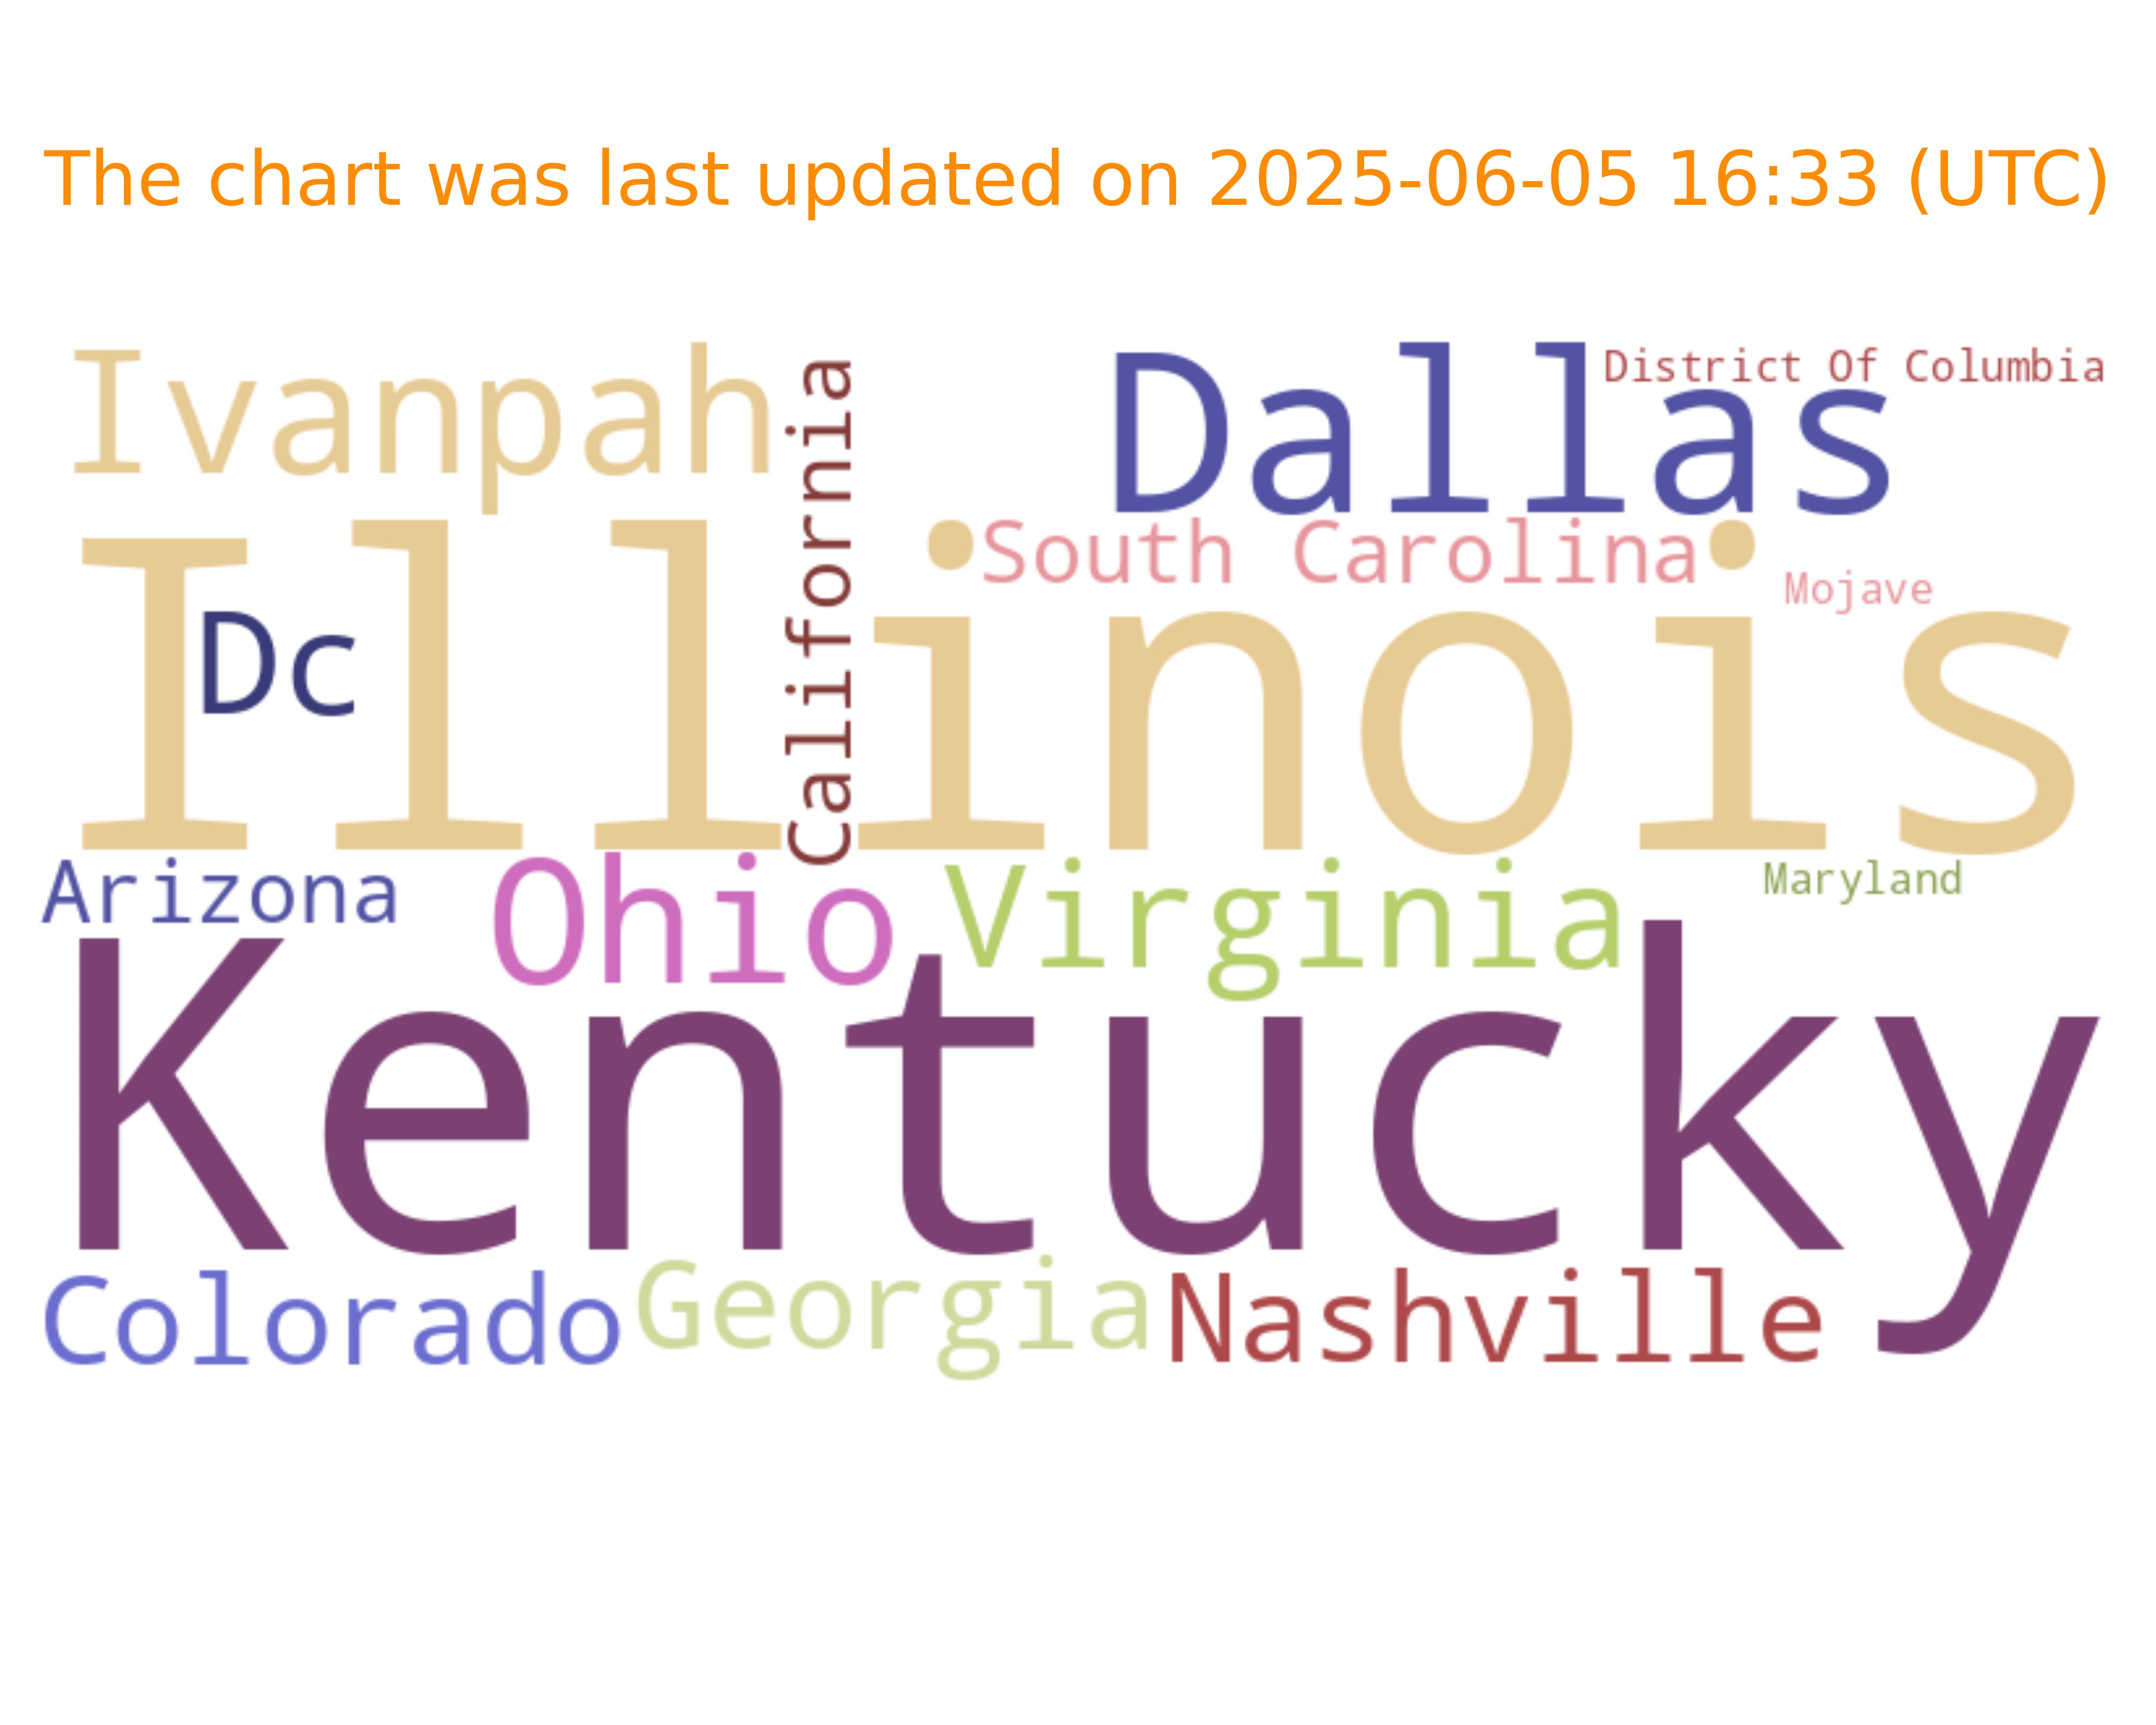 The chart was last updated on 2025-06-05 16:33 (UTC)
Ivanpah
California
Dallas
District Of Columbia
South Carolina
Mojave
Illinois
Dc
Arizona
Ohio
Virginia
Maryland
Kentucky
Colorado
Georgia
Nashville